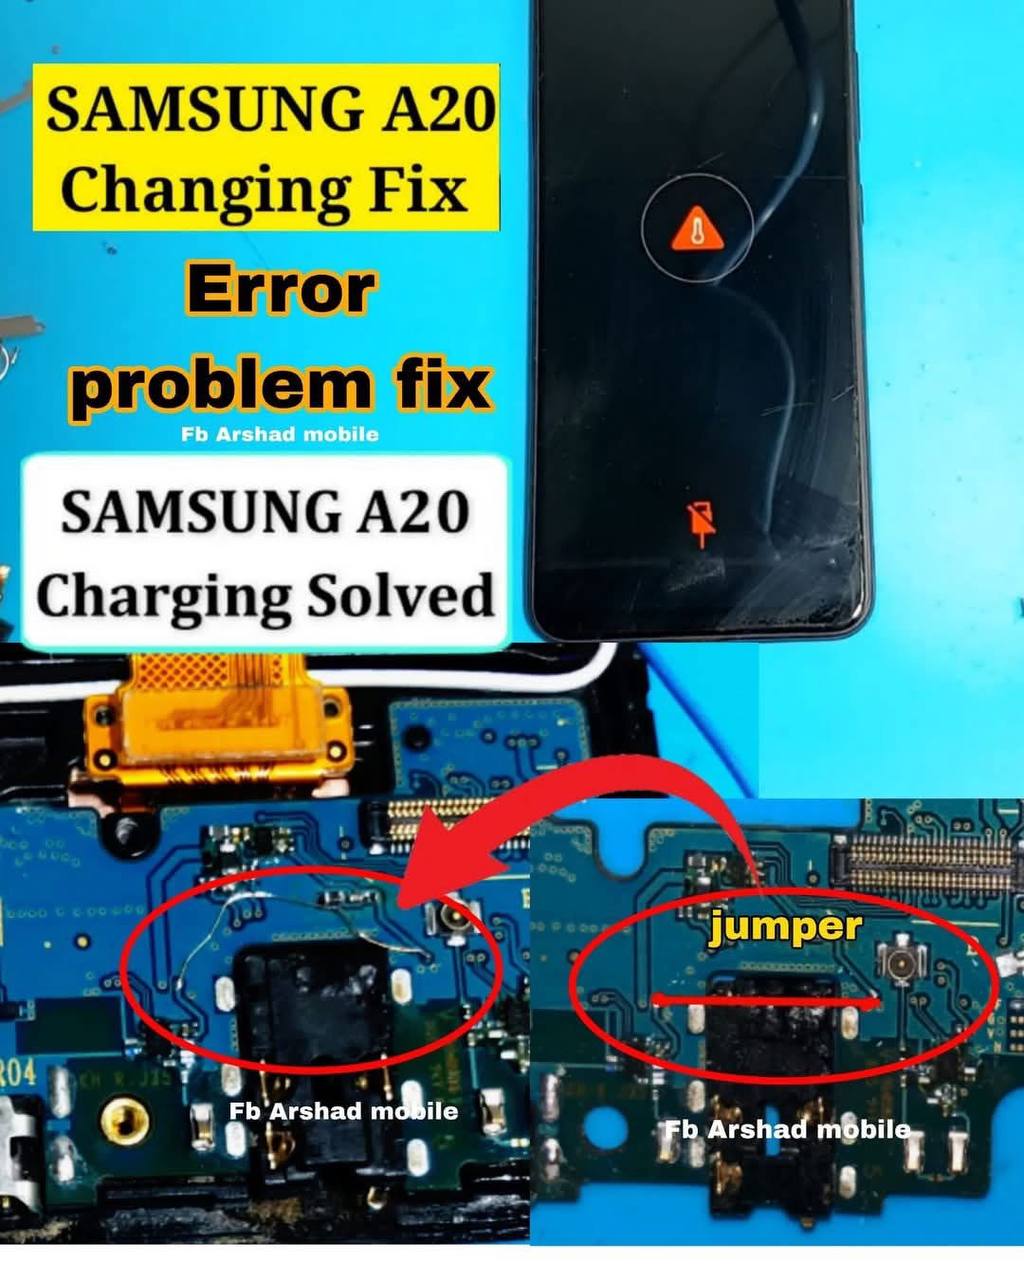 SAMSUNG A20
Changing Fix
Error
problem fix
Fb Arshad mobile
SAMSUNG A20
Charging Solved
jumper
R04
Fb Arshad mobile
Fb Arshad mobile